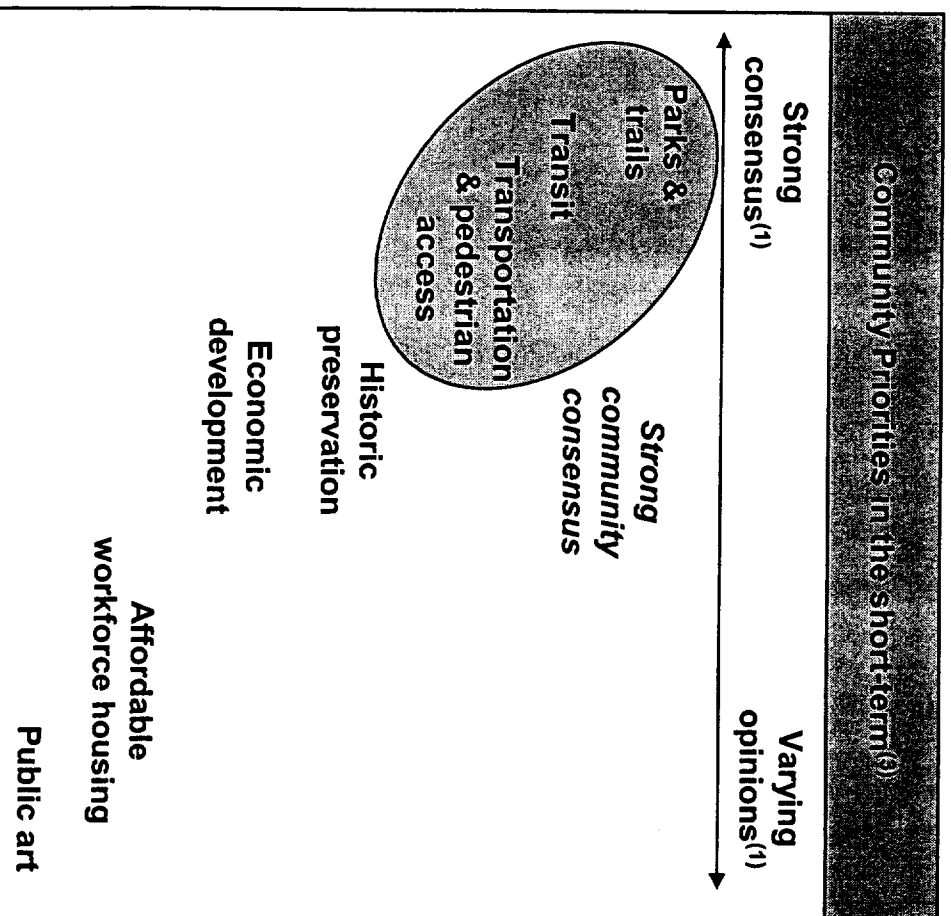 Community Priorities in the short-term(3)
Strong
consensus(1)
Varying
opinions(1)
Parks &
trails
Transit
Transportation
& pedestrian
access
Strong
community
consensus
Historic
preservation
Economic
development
Affordable
workforce housing
Public art